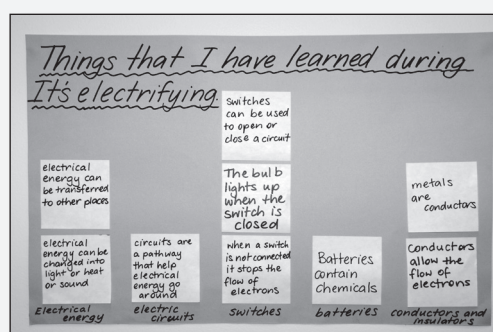 Things that I have learned during
It's electrifying.
switches
can be used
to open or
close a circuit
electrical
energy can
be transferred
to other places
The bulb
lights up
when the
switch is
closed
metals
are
conductors
electrical
energy can be
changed into
light or heat
or sound
circuits are
a pathway
that help
electrical
energy go
around
when a switch
is not connected
it stops the
flow of
electrons
Batteries
contain
chemicals
Conductors
allow the
flow of
electrons
Electrical
energy
electric
circuits
switches
batteries
conductors and
insulators